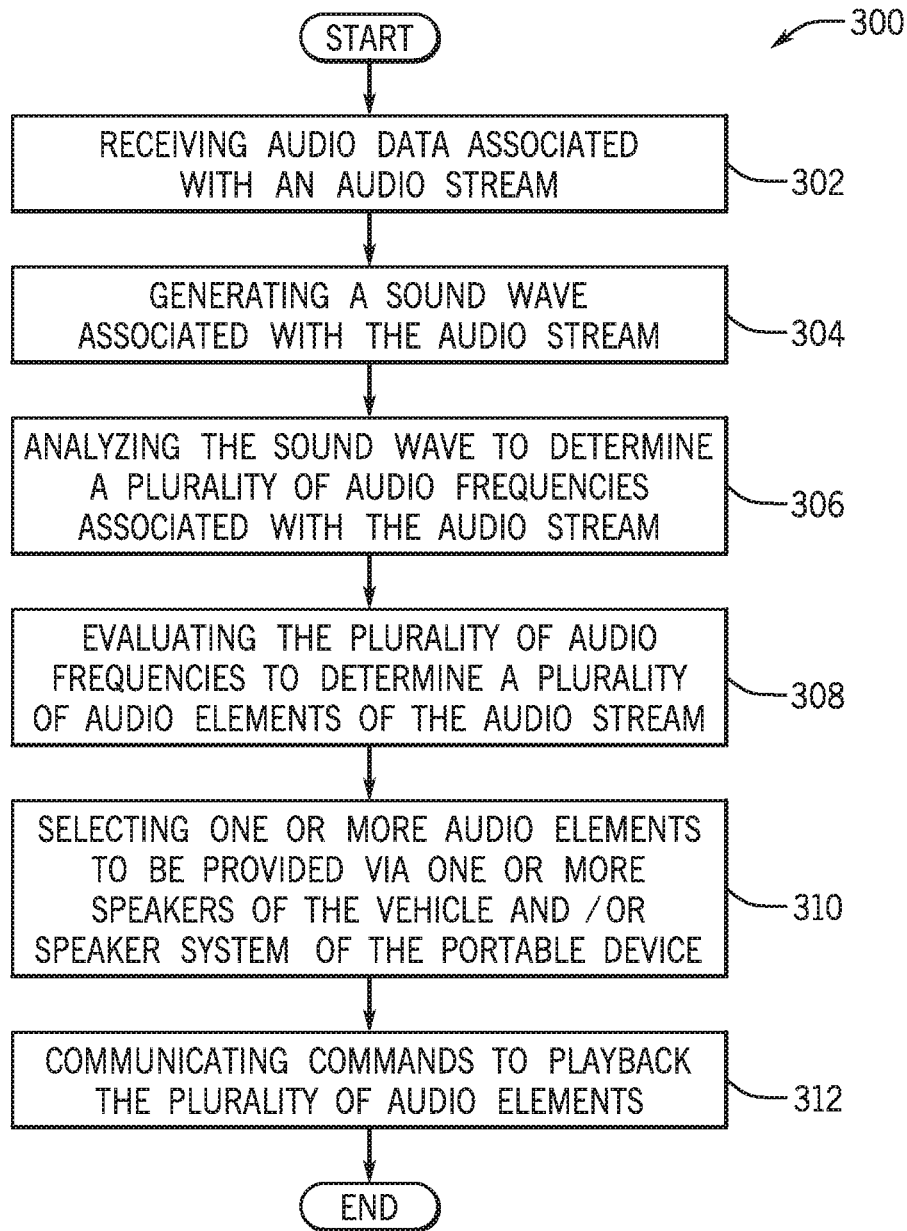 START
300
RECEIVING AUDIO DATA ASSOCIATED
WITH AN AUDIO STREAM
302
GENERATING A SOUND WAVE
ASSOCIATED WITH THE AUDIO STREAM
304
ANALYZING THE SOUND WAVE TO DETERMINE
A PLURALITY OF AUDIO FREQUENCIES
ASSOCIATED WITH THE AUDIO STREAM
306
EVALUATING THE PLURALITY OF AUDIO
FREQUENCIES TO DETERMINE A PLURALITY
OF AUDIO ELEMENTS OF THE AUDIO STREAM
308
SELECTING ONE OR MORE AUDIO ELEMENTS
TO BE PROVIDED VIA ONE OR MORE
SPEAKERS OF THE VEHICLE AND /OR
SPEAKER SYSTEM OF THE PORTABLE DEVICE
310
COMMUNICATING COMMANDS TO PLAYBACK
THE PLURALITY OF AUDIO ELEMENTS
312
END